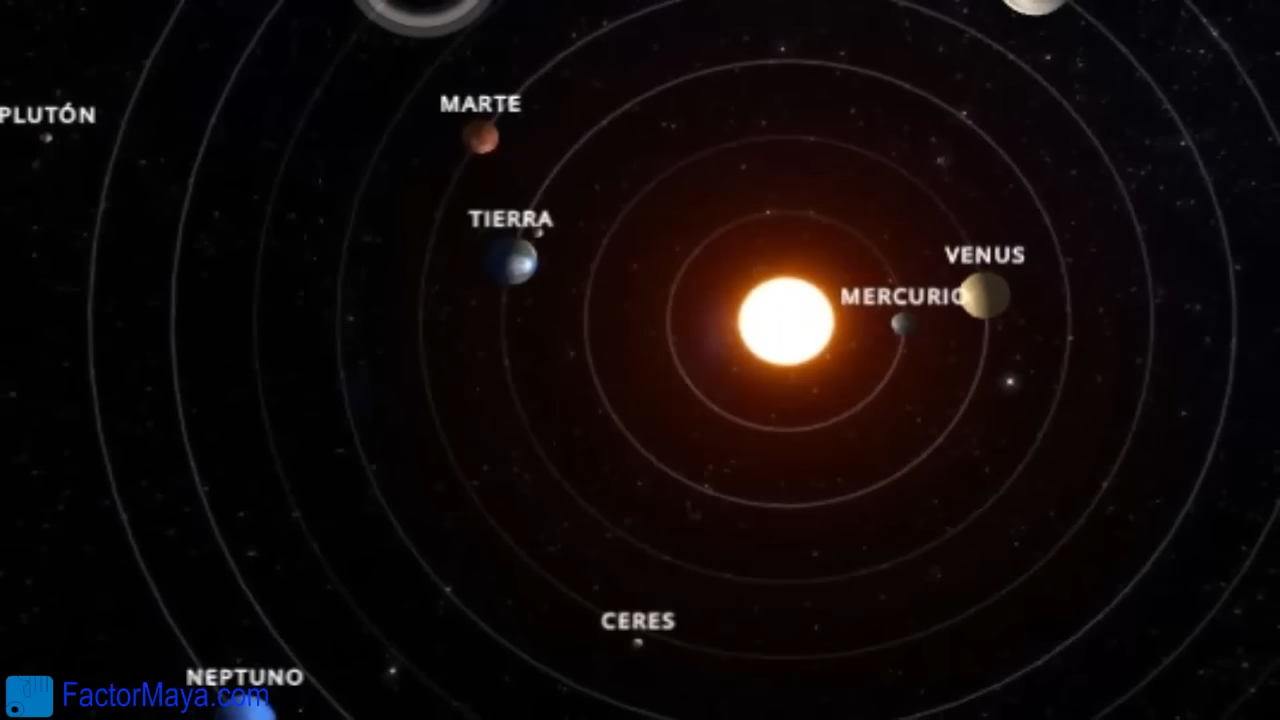 MARTE
PLUTÓN
TIERRA
VENUS
MERCURIO
CERES
NEPTUNO
FactorMaya.com